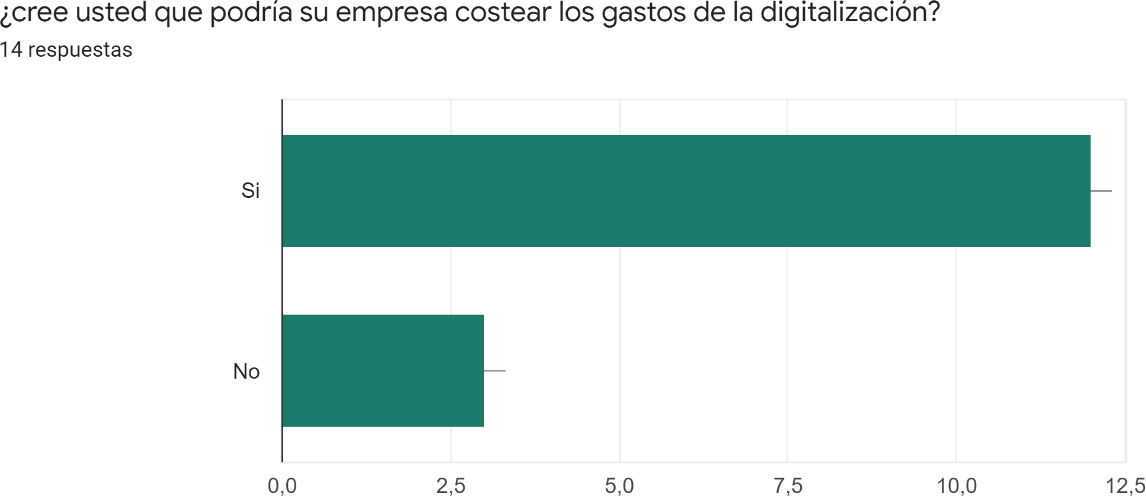 ¿cree usted que podría su empresa costear los gastos de la digitalización?
14 respuestas
Si
No
0,0 2,5 5,0 7,5 10,0 12,5